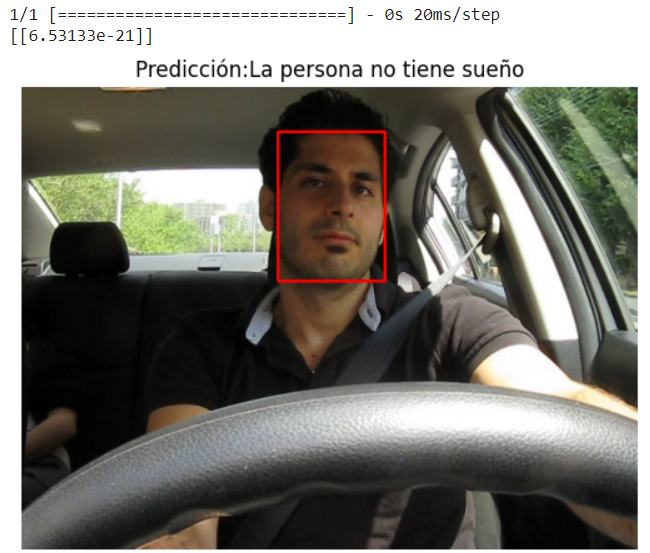 1/1 [==============================] - 0s 20ms/step
[[6.53133e-21]]
Predicción:La persona no tiene sueño